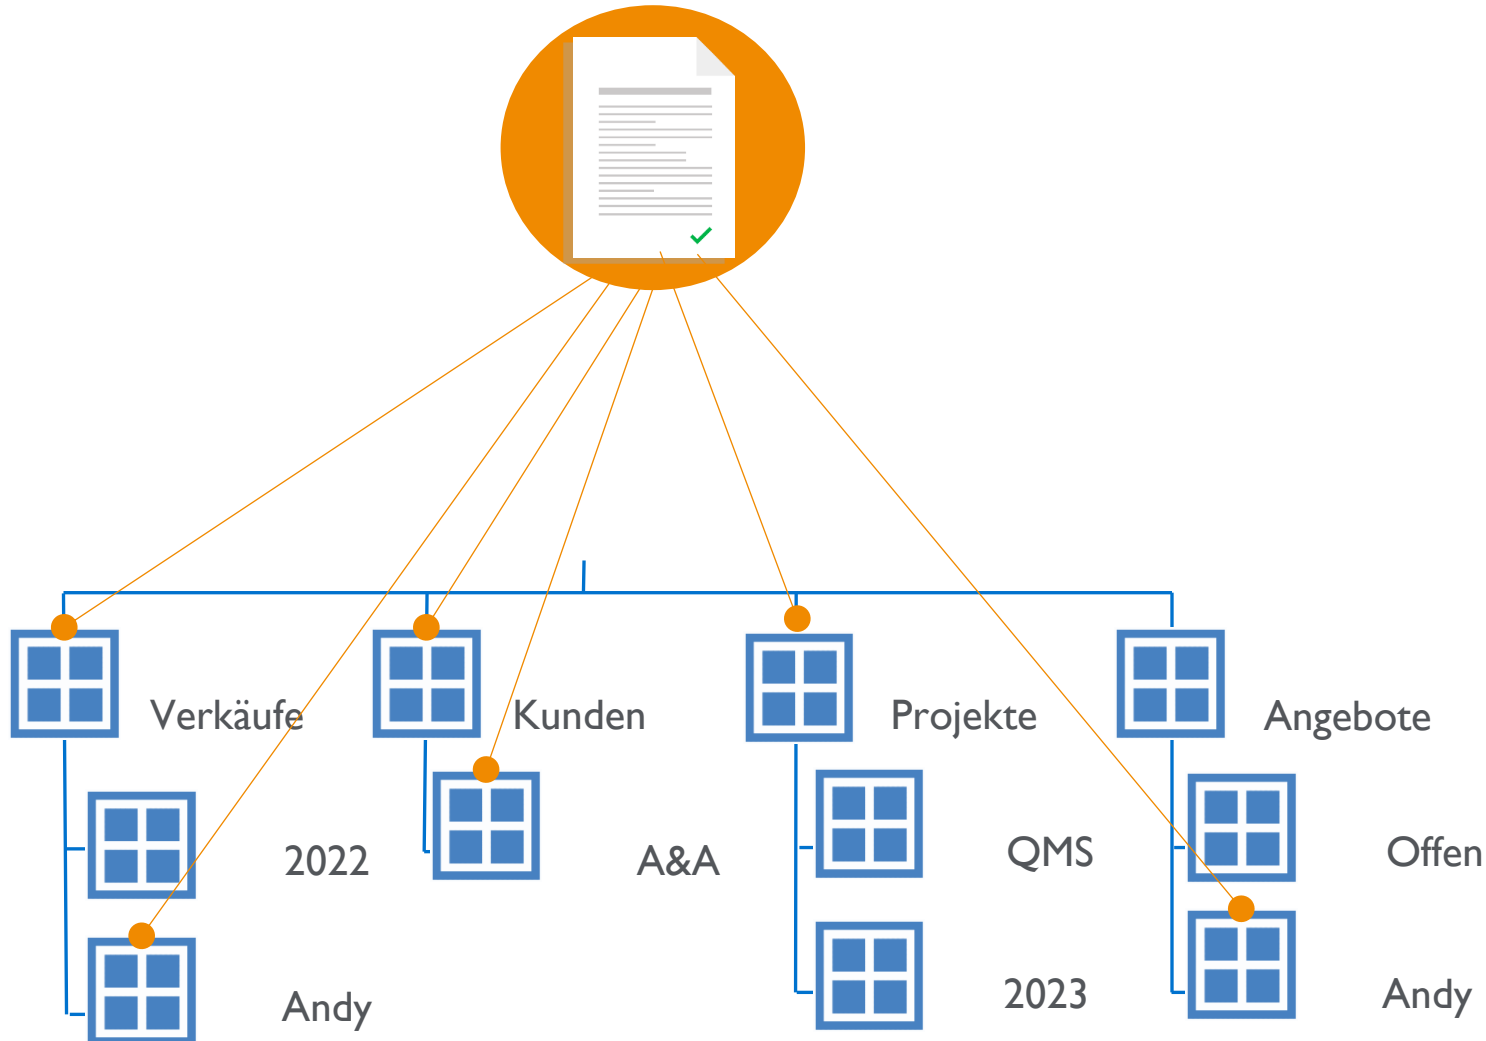 Verkäufe
Kunden
Projekte
Angebote
2022
A&A
QMS
Offen
Andy
2023
Andy